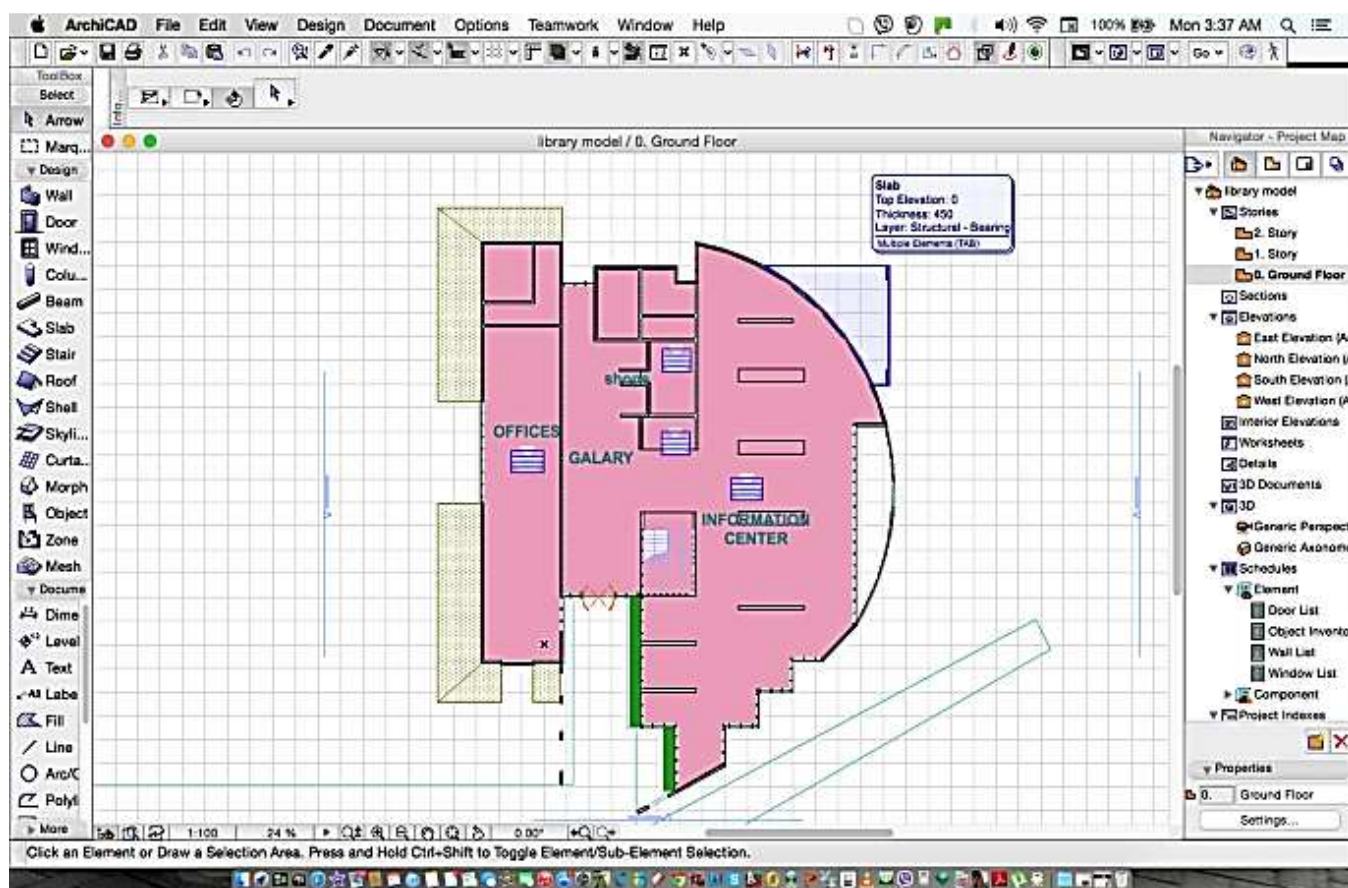 ArchiCAD File Edit View Design Document Options Teamwork Window Help 100% Mon 3:37 AM
Go
ToolBox
Select
Arrow
Marq...
Design
Wall
Door
Wind...
Colu...
Beam
Slab
Stair
Roof
Shell
Skyli...
Curta..
Morph
Object
Zone
Mesh
Docume
Dime
Level
A Text
A1 Labe
Fill
Line
Arc/C
Polyl
More
library model / 0. Ground Floor
Slab
Top Elevation: 0
Thickness: 450
Layer: Structural - Bearing
Multiple Elements (TAB)
shops
OFFICES
GALARY
INFORMATION
CENTER
1:100 24 % 0.00°
Click an Element or Draw a Selection Area. Press and Hold Ctrl+Shift to Toggle Element/Sub-Element Selection.
Navigator - Project Map
library model
Stories
2. Story
1. Story
0. Ground Floor
Sections
Elevations
East Elevation (A
North Elevation (
South Elevation (
West Elevation (A
Interior Elevations
Worksheets
Details
3D Documents
3D
Generic Perspect
Generic Axonome
Schedules
Element
Door List
Object Invento
Wall List
Window List
Component
Project Indexes
Properties
0. Ground Floor
Settings...